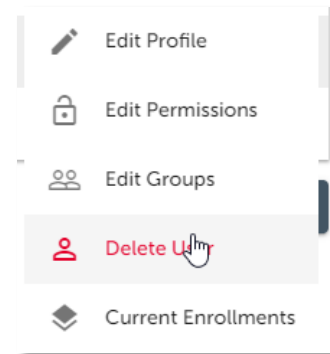 Edit Profile
Edit Permissions
Edit Groups
Delete User
Current Enrollments